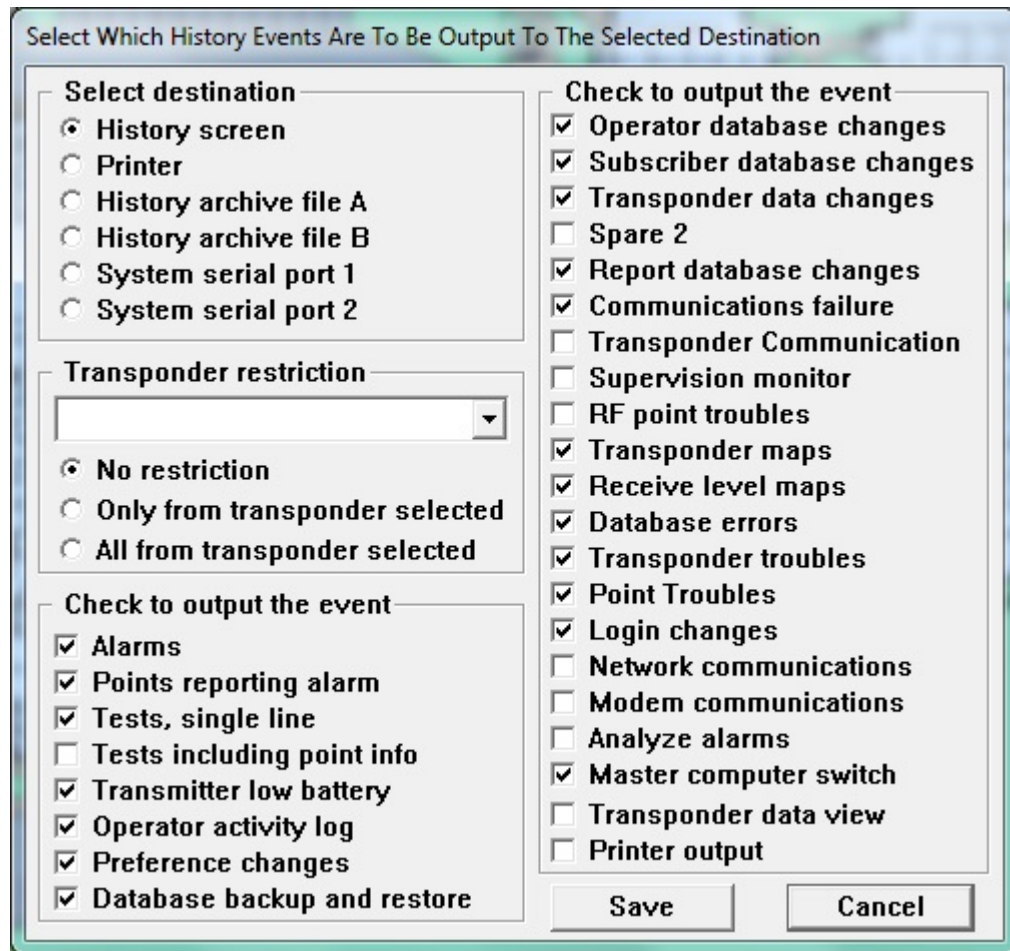 Select Which History Events Are To Be Output To The Selected Destination
Select destination
History screen
Printer
History archive file A
History archive file B
System serial port 1
System serial port 2
Transponder restriction
No restriction
Only from transponder selected
All from transponder selected
Check to output the event
Alarms
Points reporting alarm
Tests, single line
Tests including point info
Transmitter low battery
Operator activity log
Preference changes
Database backup and restore
Check to output the event
Operator database changes
Subscriber database changes
Transponder data changes
Spare 2
Report database changes
Communications failure
Transponder Communication
Supervision monitor
RF point troubles
Transponder maps
Receive level maps
Database errors
Transponder troubles
Point Troubles
Login changes
Network communications
Modem communications
Analyze alarms
Master computer switch
Transponder data view
Printer output
Save
Cancel